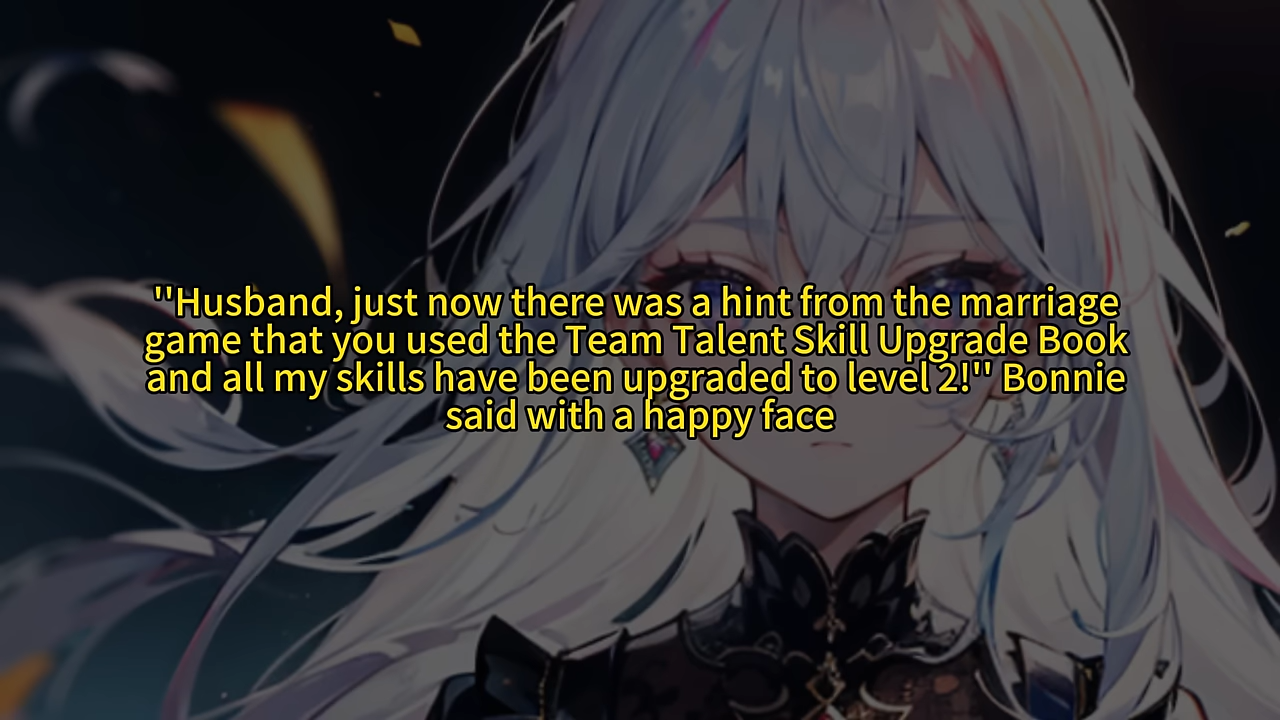 ''Husband, just now there was a hint from the marriage
game that you used the Team Talent Skill Upgrade Book
and all my skills have been upgraded to level 2!'' Bonnie
said with a happy face